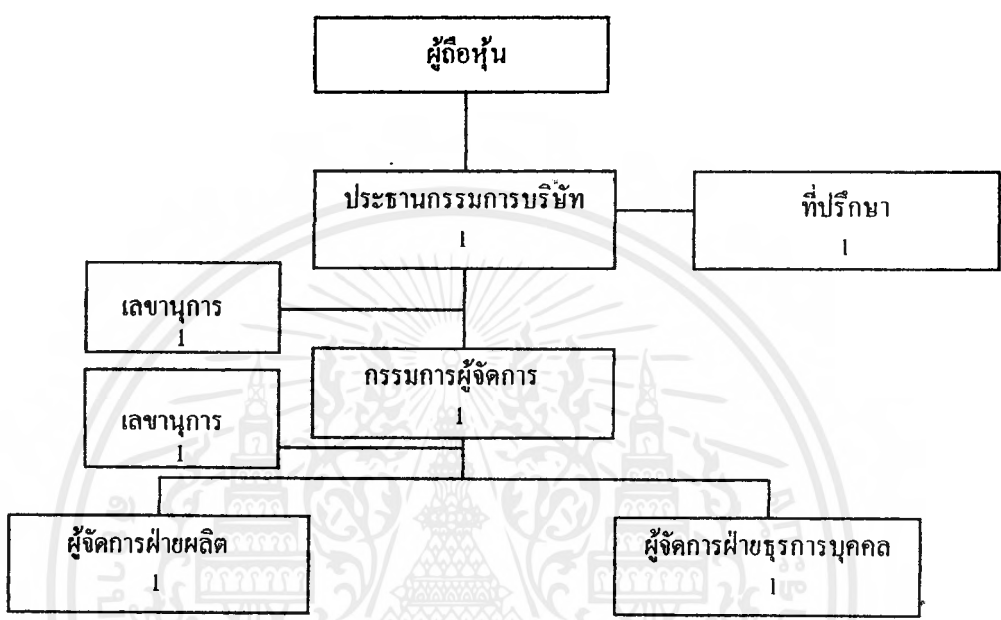 ผู้ถือหุ้น
ประธานกรรมการบริษัท
1
ที่ปรึกษา
1
เลขานุการ
1
กรรมการผู้จัดการ
1
เลขานุการ
1
ผู้จัดการฝ่ายผลิต
1
ผู้จัดการฝ่ายธุรการบุคคล
1